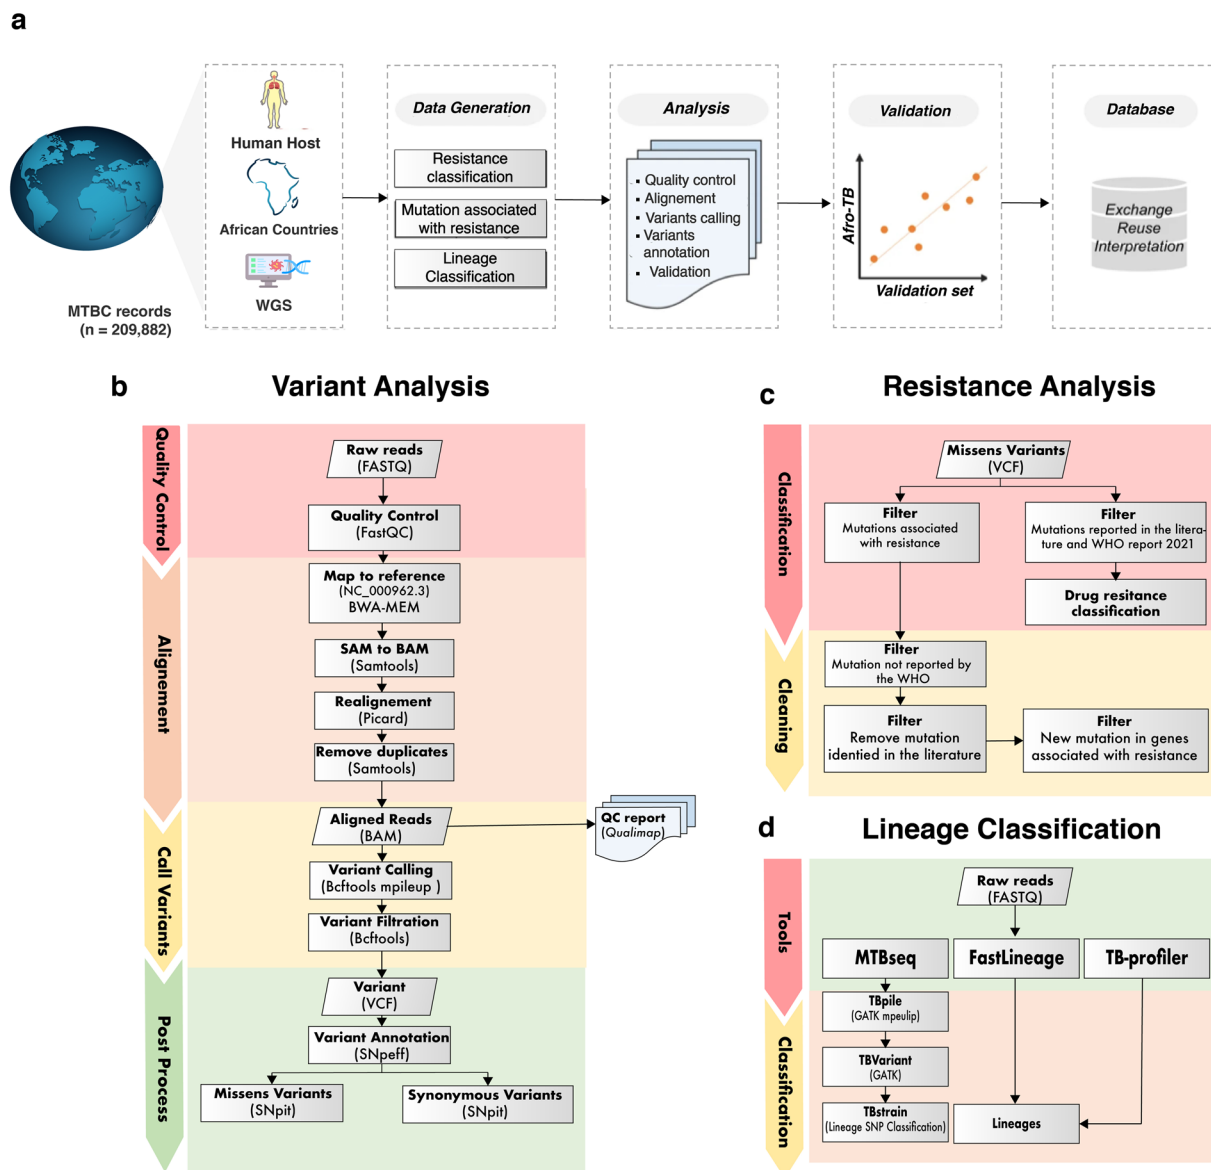 a
MTBC records
(n = 209,882)
Human Host
African Countries
WGS
Data Generation
Resistance
classification
Mutation associated
with resistance
Lineage
Classification
Analysis
Quality control
Alignement
Variants calling
Variants
annotation
Validation
Validation
Afro-TB
Validation set
Database
Exchange
Reuse
Interpretation
b
Variant Analysis
Quality Control
Alignement
Call Variants
Post Process
Raw reads
(FASTQ)
Quality Control
(FastQC)
Map to reference
(NC_000962.3)
BWA-MEM
SAM to BAM
(Samtools)
Realignement
(Picard)
Remove duplicates
(Samtools)
Aligned Reads
(BAM)
QC report
(Qualimap)
Variant Calling
(Bcftools mpileup )
Variant Filtration
(Bcftools)
Variant
(VCF)
Variant Annotation
(SNpeff)
Missens Variants
(SNpit)
Synonymous Variants
(SNpit)
c
Resistance Analysis
Classification
Cleaning
Missens Variants
(VCF)
Filter
Mutations associated
with resistance
Filter
Mutations reported in the litera-
ture and WHO report 2021
Drug resitance
classification
Filter
Mutation not reported by
the WHO
Filter
Remove mutation
identied in the literature
Filter
New mutation in genes
associated with resistance
d
Lineage Classification
Tools
Classification
Raw reads
(FASTQ)
MTBseq
FastLineage
TB-profiler
TBpile
(GATK mpeulip)
TBVariant
(GATK)
TBstrain
(Lineage SNP Classification)
Lineages